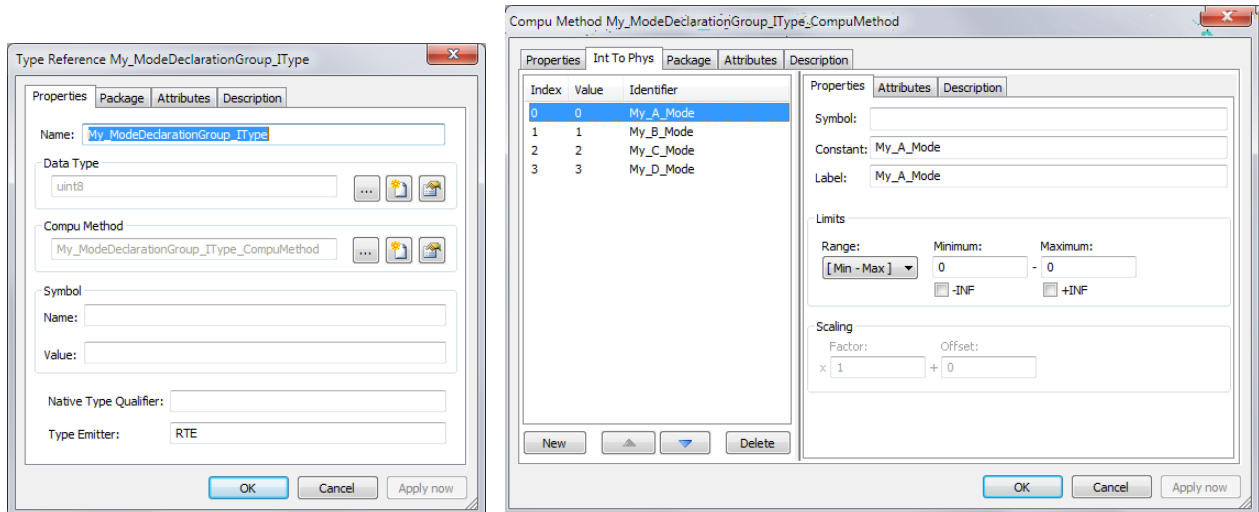 Type Reference My_ModeDeclarationGroup_IType
Properties Package Attributes Description
Name: My_ModeDeclarationGroup_IType
Data Type
uint8
...
Compu Method
My_ModeDeclarationGroup_IType_CompuMethod
...
Symbol
Name:
Value:
Native Type Qualifier:
Type Emitter: RTE
OK Cancel Apply now
Compu Method My_ModeDeclarationGroup_IType_CompuMethod
Properties Int To Phys Package Attributes Description
Index Value Identifier
0 0 My_A_Mode
1 1 My_B_Mode
2 2 My_C_Mode
3 3 My_D_Mode
New Delete
Properties Attributes Description
Symbol:
Constant: My_A_Mode
Label: My_A_Mode
Limits
Range: Minimum: Maximum:
[ Min - Max ] 0 - 0
-INF +INF
Scaling
Factor: Offset:
x 1 + 0
OK Cancel Apply now